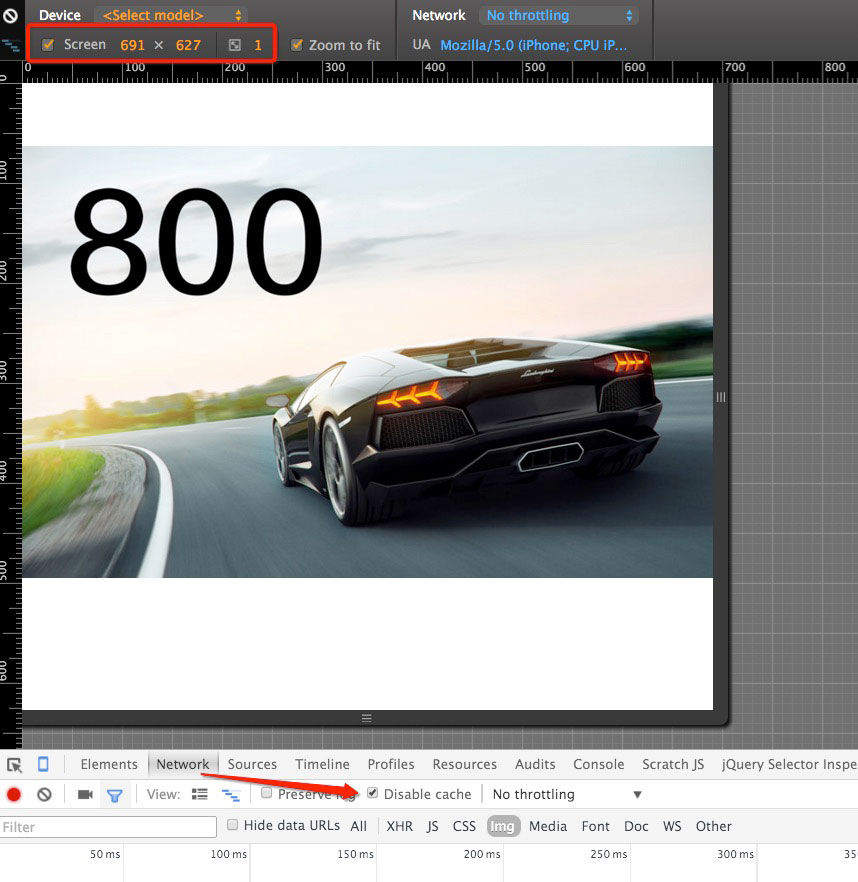 Device <Select model> Network No throttling
Screen 691 × 627 1 Zoom to fit UA Mozilla/5.0 (iPhone; CPU iP...
0 100 200 300 400 500 600 700 800
0
100
200
300
400
500
600
800
Lamborghini
Elements Network Sources Timeline Profiles Resources Audits Console Scratch JS jQuery Selector Inspe
View: Preserve log Disable cache No throttling
Filter Hide data URLs All XHR JS CSS Img Media Font Doc WS Other
50 ms 100 ms 150 ms 200 ms 250 ms 300 ms 35